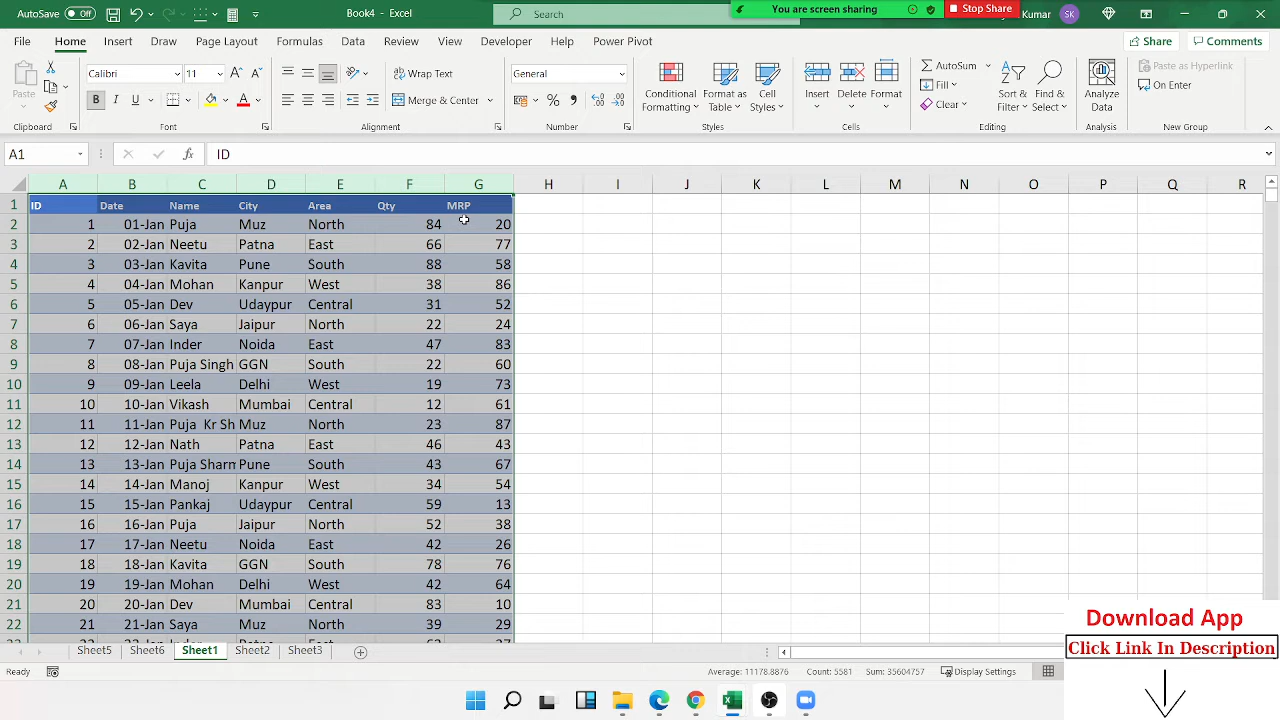 AutoSave Off Book4 - Excel Search You are screen sharing Stop Share Kumar SK
File Home Insert Draw Page Layout Formulas Data Review View Developer Help Power Pivot Share Comments
Paste Calibri 11 Wrap Text General Conditional Formatting Format as Table Cell Styles Insert Delete Format AutoSum Sort & Filter Find & Select Analyze Data Paste as Hyperlink
B I U Merge & Center Fill On Enter
Clear
Clipboard Font Alignment Number Styles Cells Editing Analysis New Group
A1 fx ID
A B C D E F G H I J K L M N O P Q R
1 ID Date Name City Area Qty MRP
2 1 01-Jan Puja Muz North 84 20
3 2 02-Jan Neetu Patna East 66 77
4 3 03-Jan Kavita Pune South 88 58
5 4 04-Jan Mohan Kanpur West 38 86
6 5 05-Jan Dev Udaypur Central 31 52
7 6 06-Jan Saya Jaipur North 22 24
8 7 07-Jan Inder Noida East 47 83
9 8 08-Jan Puja Singh GGN South 22 60
10 9 09-Jan Leela Delhi West 19 73
11 10 10-Jan Vikash Mumbai Central 12 61
12 11 11-Jan Puja Kr Sh Muz North 23 87
13 12 12-Jan Nath Patna East 46 43
14 13 13-Jan Puja Sharm Pune South 43 67
15 14 14-Jan Manoj Kanpur West 34 54
16 15 15-Jan Pankaj Udaypur Central 59 13
17 16 16-Jan Puja Jaipur North 52 38
18 17 17-Jan Neetu Noida East 42 26
19 18 18-Jan Kavita GGN South 78 76
20 19 19-Jan Mohan Delhi West 42 64
21 20 20-Jan Dev Mumbai Central 83 10
22 21 21-Jan Saya Muz North 39 29
Sheet5 Sheet6 Sheet1 Sheet2 Sheet3
Ready Average: 11178.8876 Count: 5581 Sum: 35604757 Display Settings
Download App
Click Link In Description